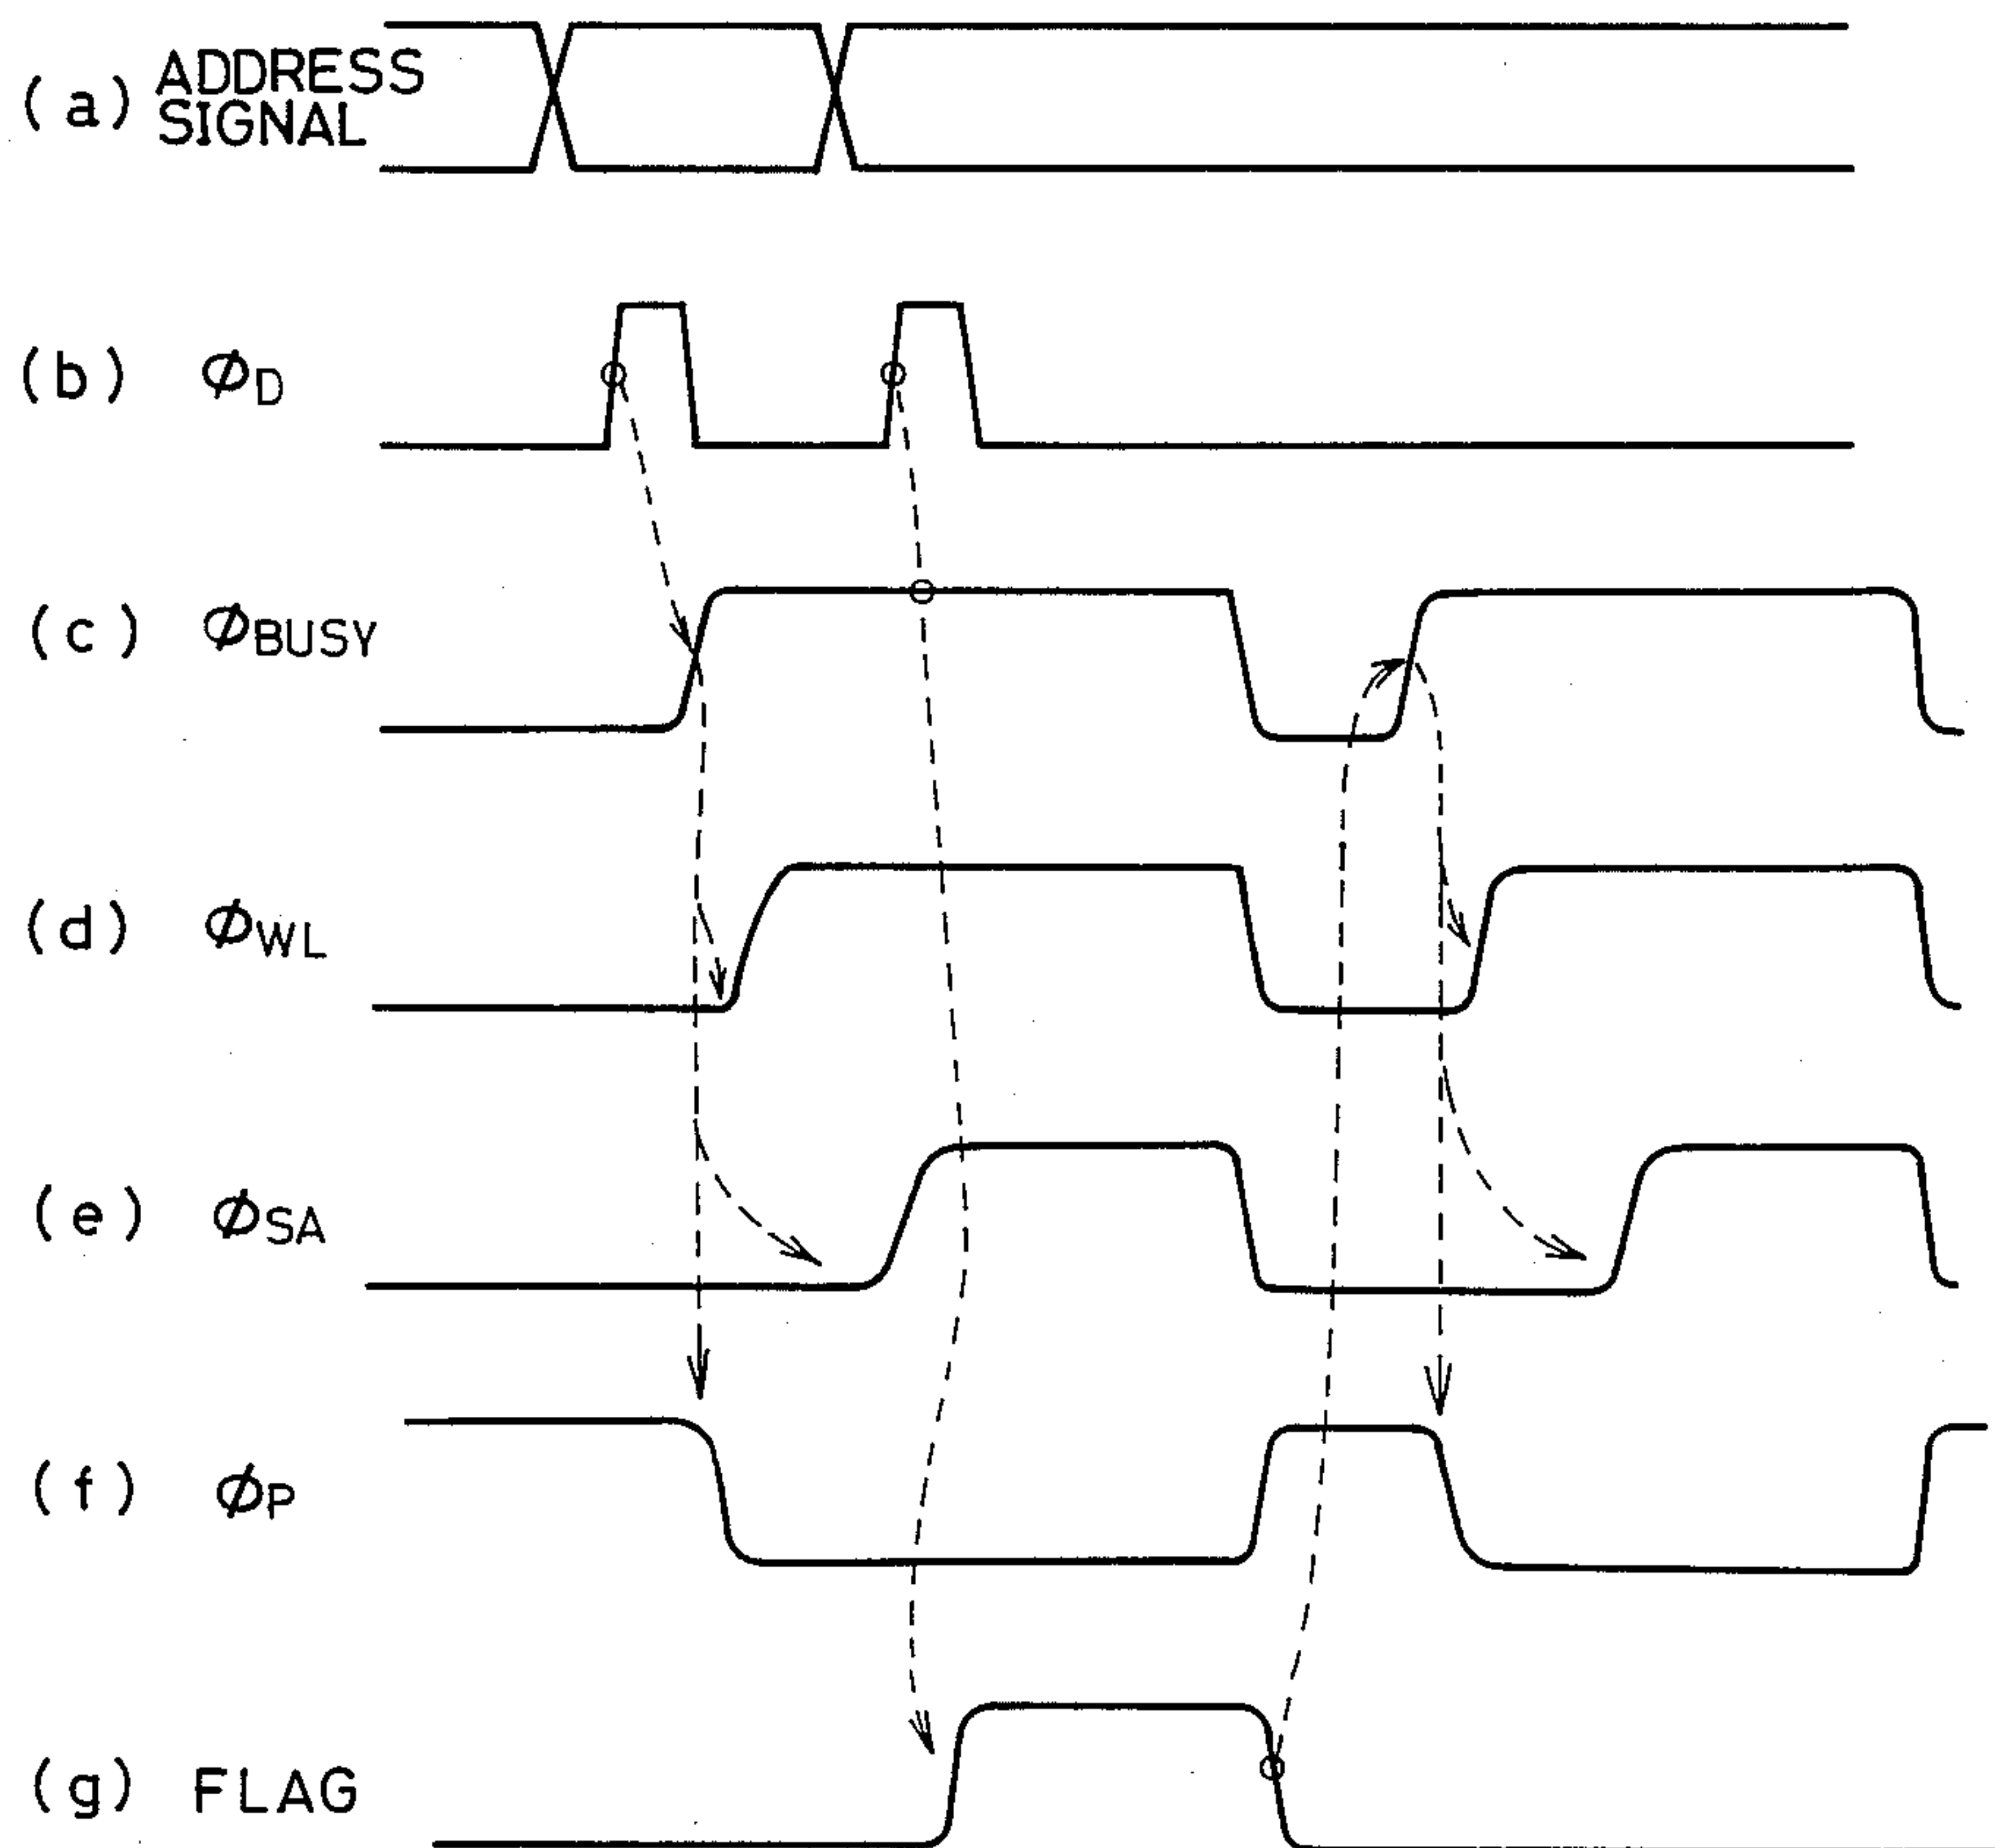 (a) ADDRESS
SIGNAL
(b) ϕD
(c) ϕBUSY
(d) ϕWL
(e) ϕSA
(f) ϕP
(g) FLAG